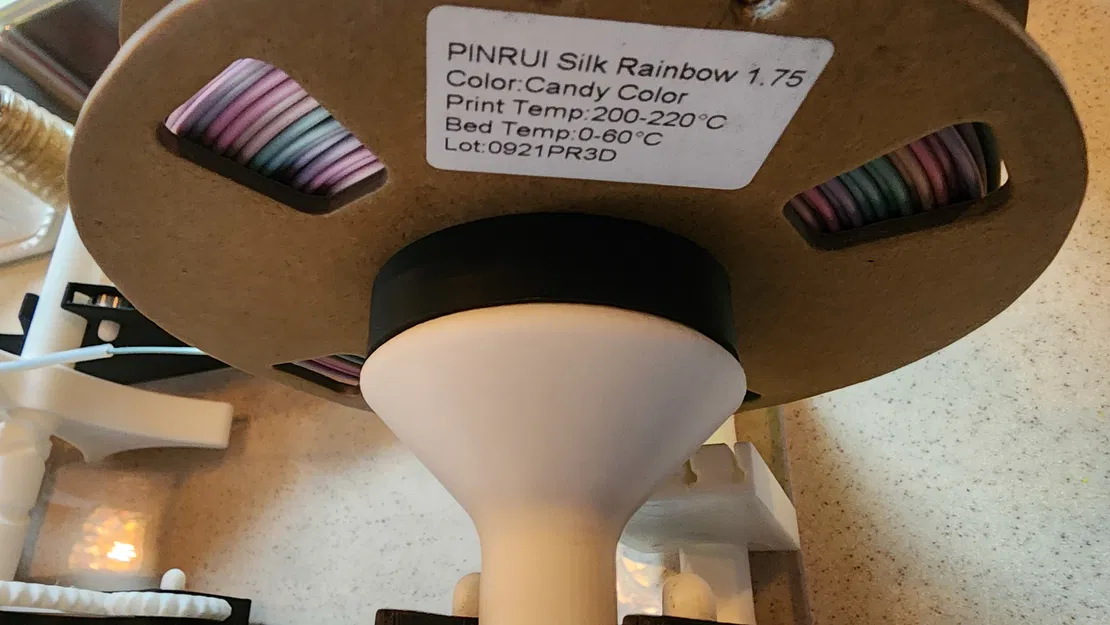 PINRUI Silk Rainbow 1.75
Color:Candy Color
Print Temp:200-220°C
Bed Temp:0-60°C
Lot:0921PR3D